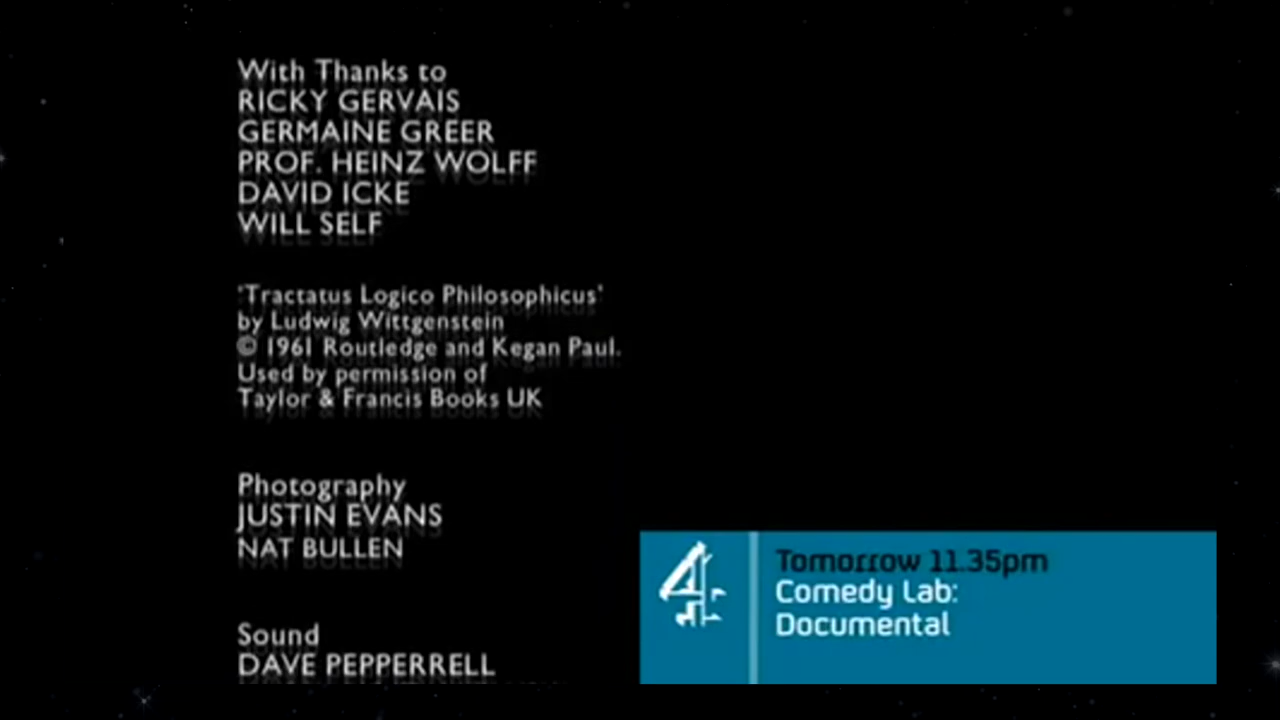 With Thanks to
RICKY GERVAIS
GERMAINE GREER
PROF. HEINZ WOLFF
DAVID ICKE
WILL SELF
'Tractatus Logico Philosophicus'
by Ludwig Wittgenstein
© 1961 Routledge and Kegan Paul.
Used by permission of
Taylor & Francis Books UK
Photography
JUSTIN EVANS
NAT BULLEN
Sound
DAVE PEPPERRELL
4
Tomorrow 11.35pm
Comedy Lab:
Documental